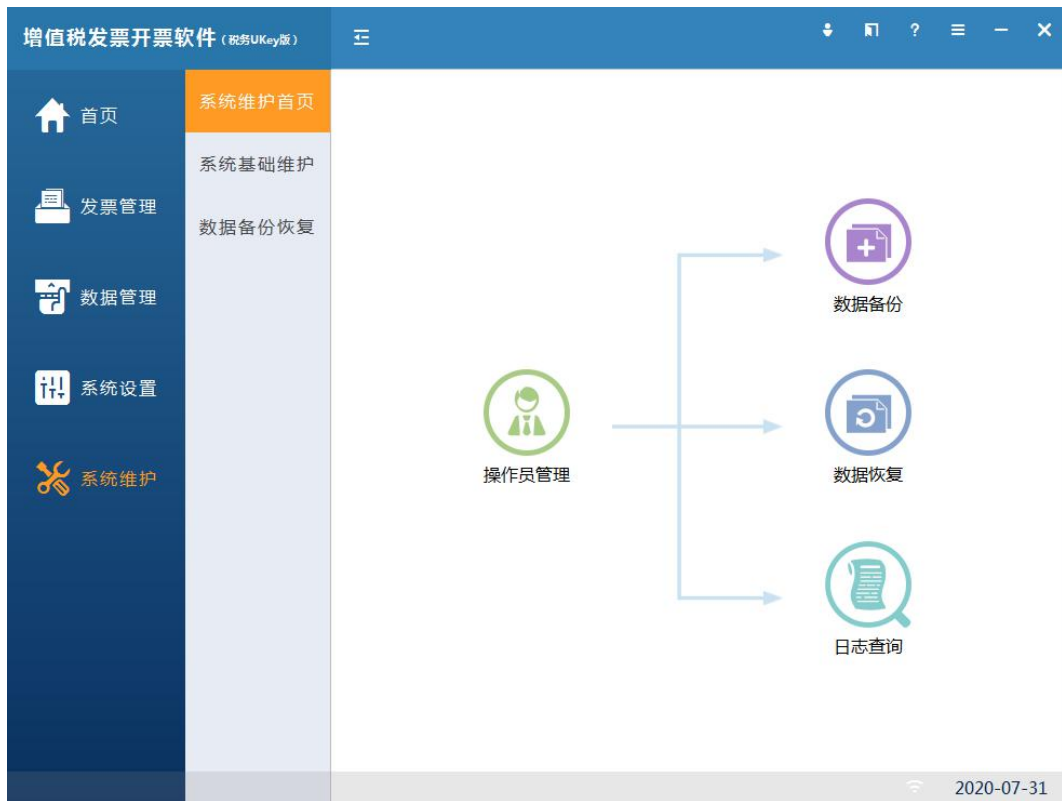 增值税发票开票软件（税务UKey版）
首页
发票管理
数据管理
系统设置
系统维护
系统维护首页
系统基础维护
数据备份恢复
操作员管理
数据备份
数据恢复
日志查询
2020-07-31